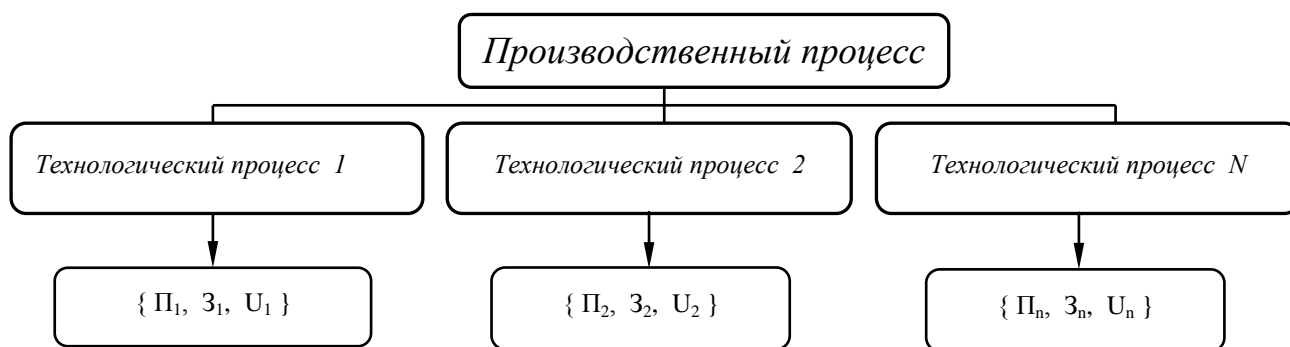 Производственный процесс
Технологический процесс 1
Технологический процесс 2
Технологический процесс N
{ П₁, З₁, U₁ }
{ П₂, З₂, U₂ }
{ Пₙ, Зₙ, Uₙ }